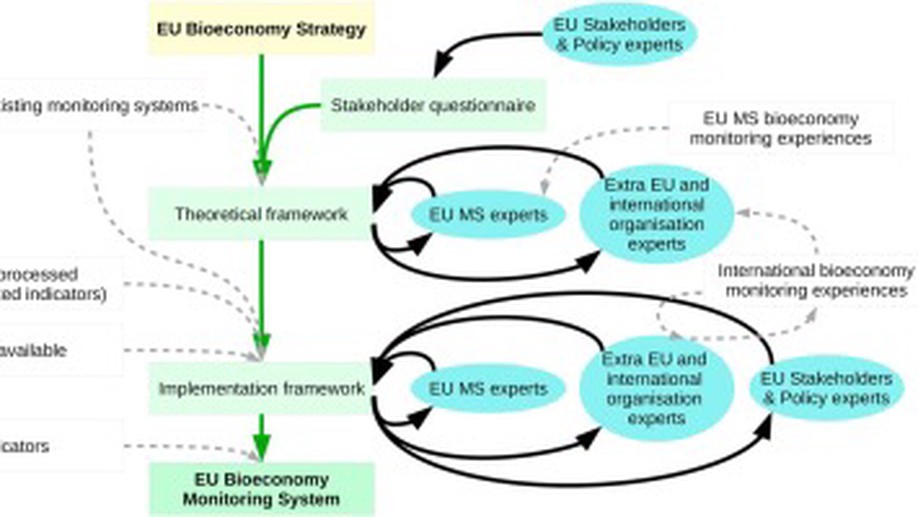 EU Bioeconomy Strategy
EU Stakeholders
& Policy experts
isting monitoring systems
Stakeholder questionnaire
EU MS bioeconomy
monitoring experiences
Theoretical framework
EU MS experts
Extra EU and
international
organisation
experts
processed
ed indicators)
International bioeconomy
monitoring experiences
available
Implementation framework
EU MS experts
Extra EU and
international
organisation
experts
EU Stakeholders
& Policy experts
cators
EU Bioeconomy
Monitoring System